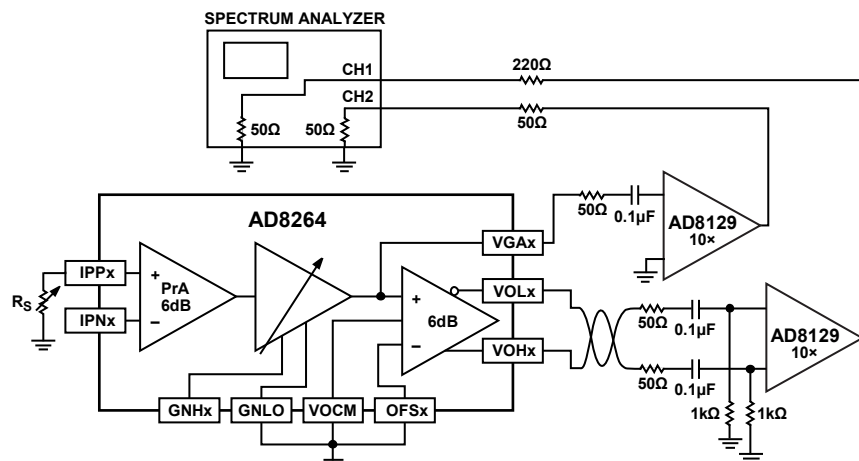 SPECTRUM ANALYZER
CH1
CH2
50Ω
50Ω
220Ω
50Ω
AD8264
50Ω
0.1µF
AD8129
10×
VGAx
IPPx
RS
IPNx
+
PrA
6dB
–
+
6dB
–
VOLx
VOHx
50Ω
0.1µF
50Ω
0.1µF
AD8129
10×
1kΩ
1kΩ
GNHx
GNLO
VOCM
OFSx